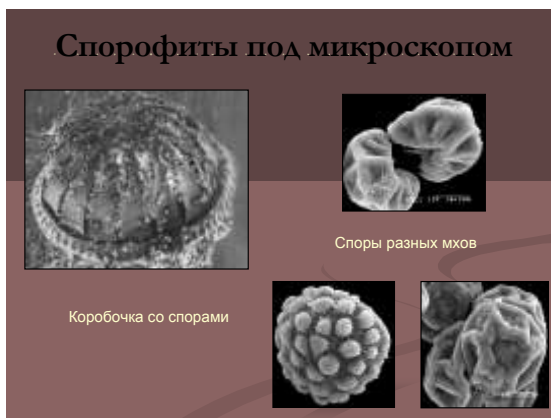 Спорофиты под микроскопом
Споры разных мхов
Коробочка со спорами